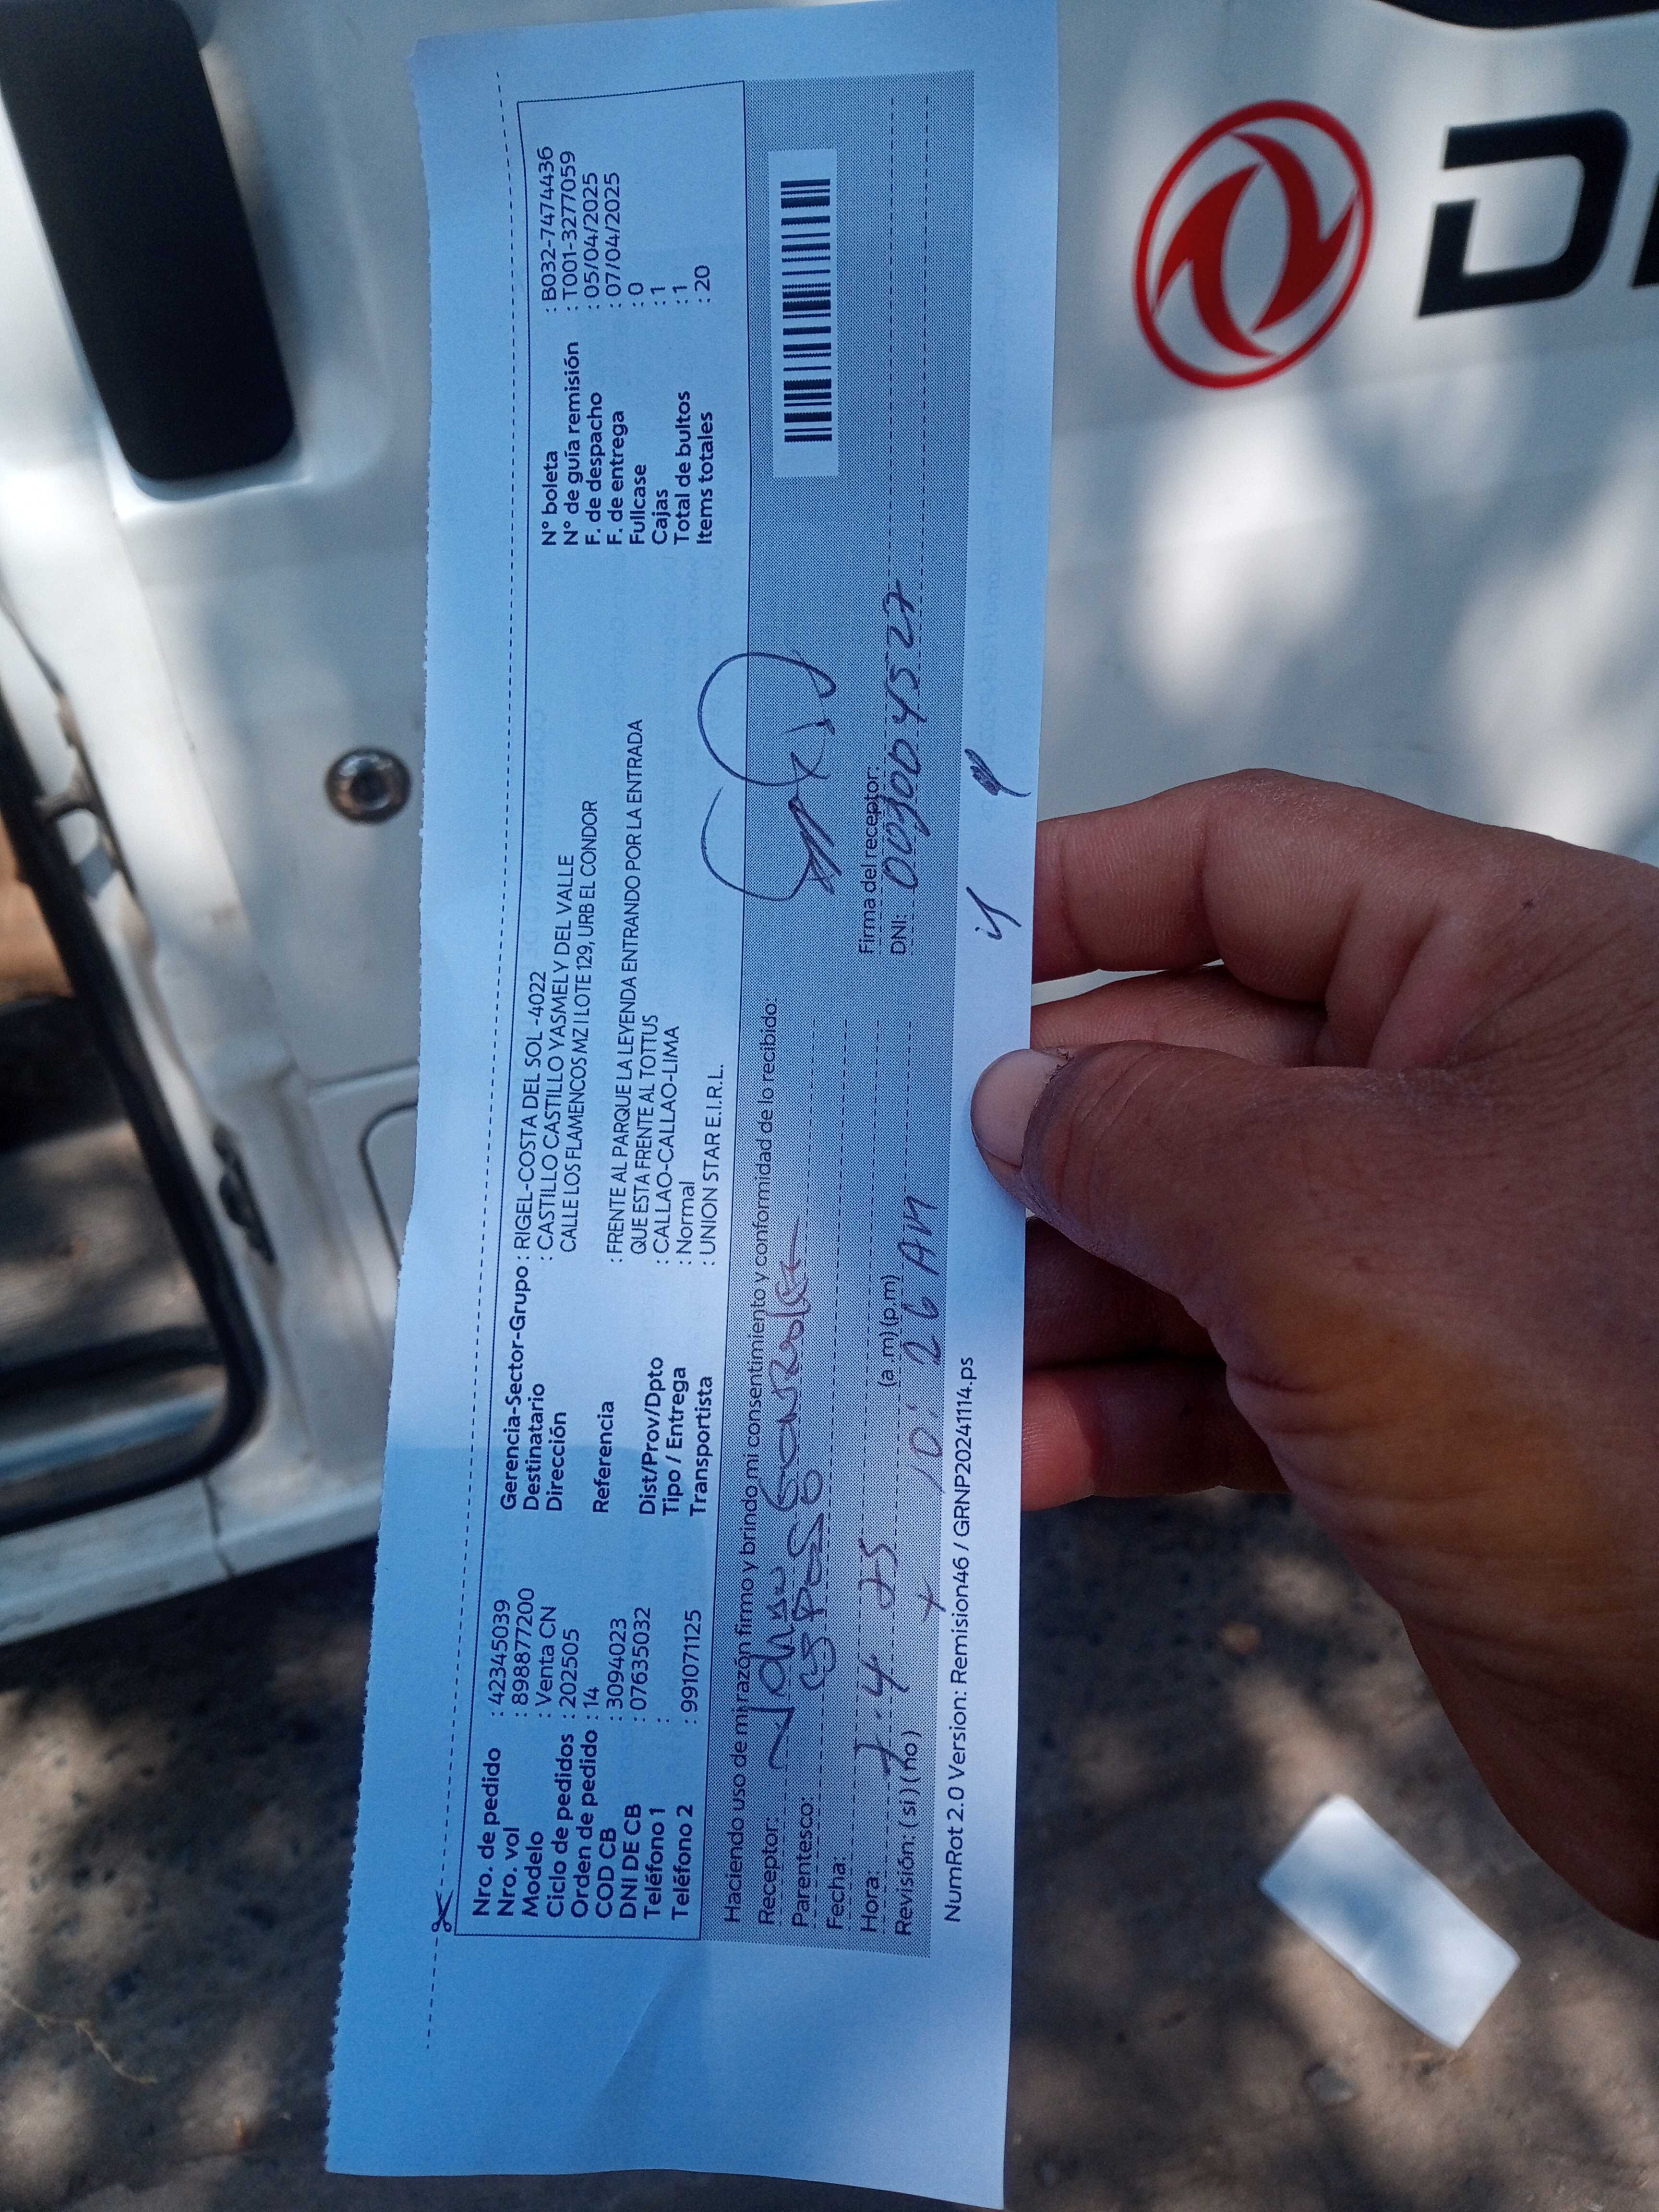 Nro. de pedido : 42345039
Nro. vol : 898877200
Modelo : Venta CN
Ciclo de pedidos : 202505
Orden de pedido : 14
COD CB : 3094023
DNI DE CB : 07635032
Teléfono 1 :
Teléfono 2 : 991071125
Gerencia-Sector-Grupo : RIGEL-COSTA DEL SOL -4022
Destinatario : CASTILLO CASTILLO YASMELY DEL VALLE
Dirección CALLE LOS FLAMENCOS MZ I LOTE 129, URB EL CONDOR
Referencia : FRENTE AL PARQUE LA LEYENDA ENTRANDO POR LA ENTRADA
QUE ESTA FRENTE AL TOTTUS
Dist/Prov/Dpto : CALLAO-CALLAO-LIMA
Tipo / Entrega : Normal
Transportista : UNION STAR E.I.R.L.
N° boleta : B032-7474436
N° de guía remisión : T001-3277059
F. de despacho : 05/04/2025
F. de entrega : 07/04/2025
Fullcase : 0
Cajas : 1
Total de bultos : 1
Items totales : 20
Haciendo uso de mi razón firmo y brindo mi consentimiento y conformidad de lo recibido:
Receptor:
Parentesco: Esposo
Fecha: 7-4 25
Hora: (a.m) (p.m) 10:26 AM
Revisión: (si) (no)
Firma del receptor:
DNI:
NumRot 2.0 Version: Remision46 / GRNP20241114.ps